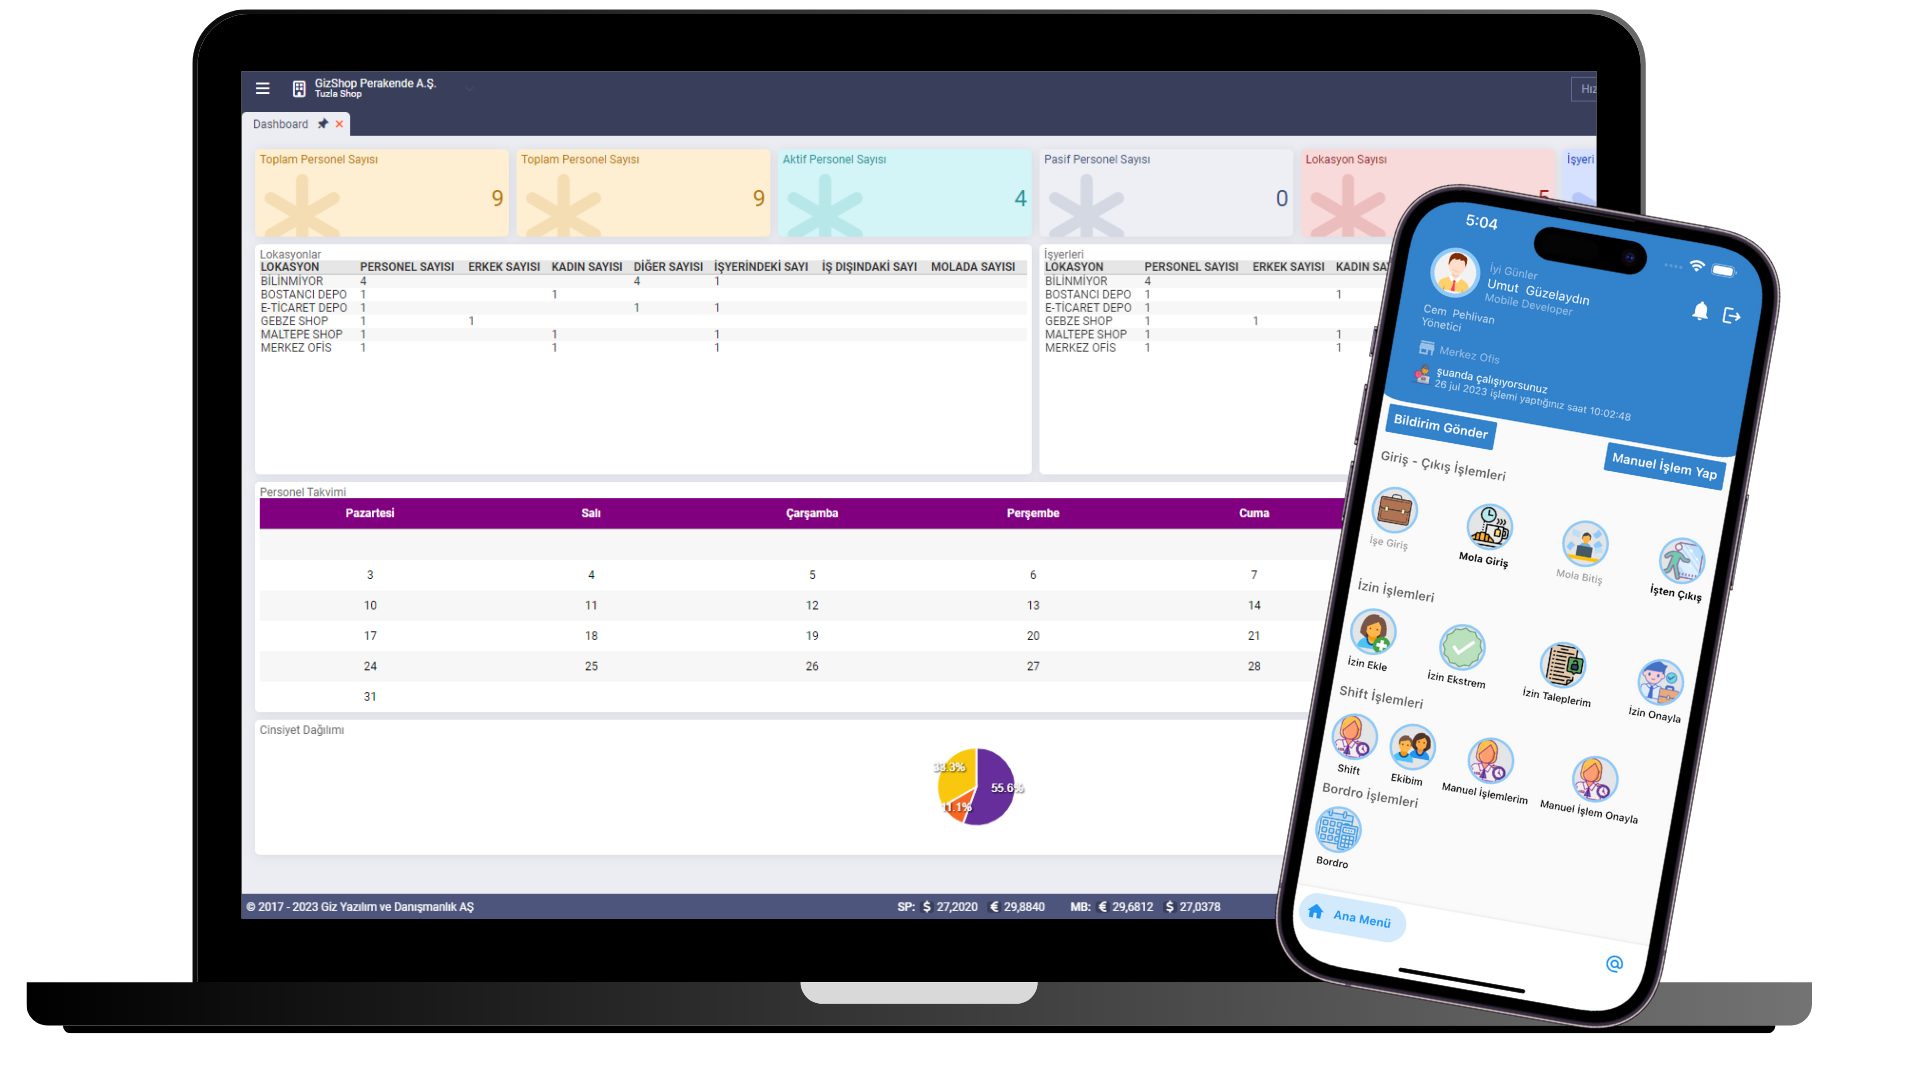 GizShop Perakende A.Ş.
Tuzla Shop
Dashboard
Toplam Personel Sayısı
9
Toplam Personel Sayısı
9
Aktif Personel Sayısı
4
Pasif Personel Sayısı
0
Lokasyon Sayısı
5
İşyeri
Lokasyonlar
LOKASYON PERSONEL SAYISI ERKEK SAYISI KADIN SAYISI DİĞER SAYISI İŞYERİNDEKİ SAYI İŞ DIŞINDAKİ SAYI MOLADA SAYISI
BİLİNMİYOR 4 4 1
BOSTANCI DEPO 1 1
E-TİCARET DEPO 1 1 1
GEBZE SHOP 1 1
MALTEPE SHOP 1 1 1
MERKEZ OFİS 1 1 1
İşyerleri
LOKASYON PERSONEL SAYISI ERKEK SAYISI KADIN SA
BİLİNMİYOR 4
BOSTANCI DEPO 1 1
E-TİCARET DEPO 1
GEBZE SHOP 1 1
MALTEPE SHOP 1 1
MERKEZ OFİS 1 1
Personel Takvimi
Pazartesi Salı Çarşamba Perşembe Cuma
3 4 5 6 7
10 11 12 13 14
17 18 19 20 21
24 25 26 27 28
31
Cinsiyet Dağılımı
33.3%
55.6%
11.1%
© 2017 - 2023 Giz Yazılım ve Danışmanlık AŞ
SP: $ 27,2020 € 29,8840 MB: € 29,6812 $ 27,0378
5:04
İyi Günler
Umut Güzelaydın
Mobile Developer
Cem Pehlivan
Yönetici
Merkez Ofis
şuanda çalışıyorsunuz
26 jul 2023 işlemi yaptığınız saat 10:02:48
Bildirim Gönder
Manuel İşlem Yap
Giriş - Çıkış İşlemleri
İşe Giriş
Mola Giriş
Mola Bitiş
İşten Çıkış
İzin İşlemleri
İzin Ekle
İzin Ekstrem
İzin Taleplerim
İzin Onayla
Shift İşlemleri
Shift
Ekibim
Manuel İşlemlerim
Manuel İşlem Onayla
Bordro İşlemleri
Bordro
Ana Menü
@